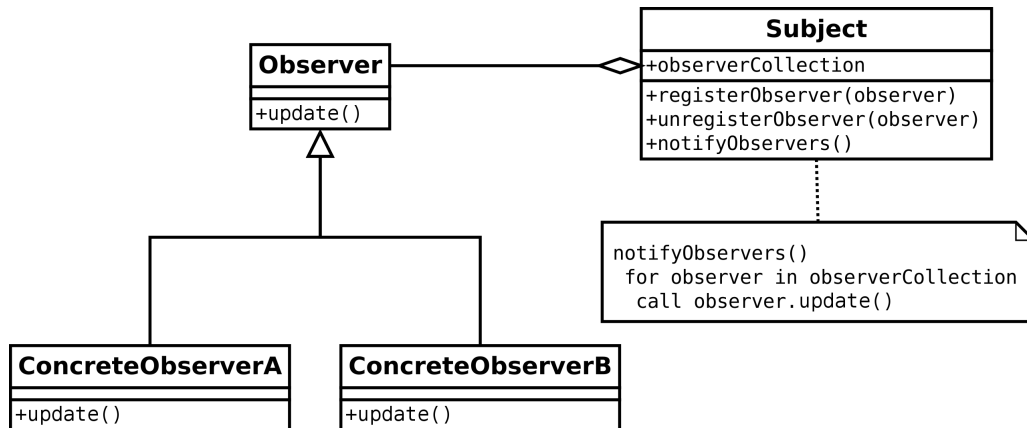 Subject
+observerCollection
+registerObserver(observer)
+unregisterObserver(observer)
+notifyObservers()
Observer
+update()
notifyObservers()
for observer in observerCollection
call observer.update()
ConcreteObserverA
+update()
ConcreteObserverB
+update()